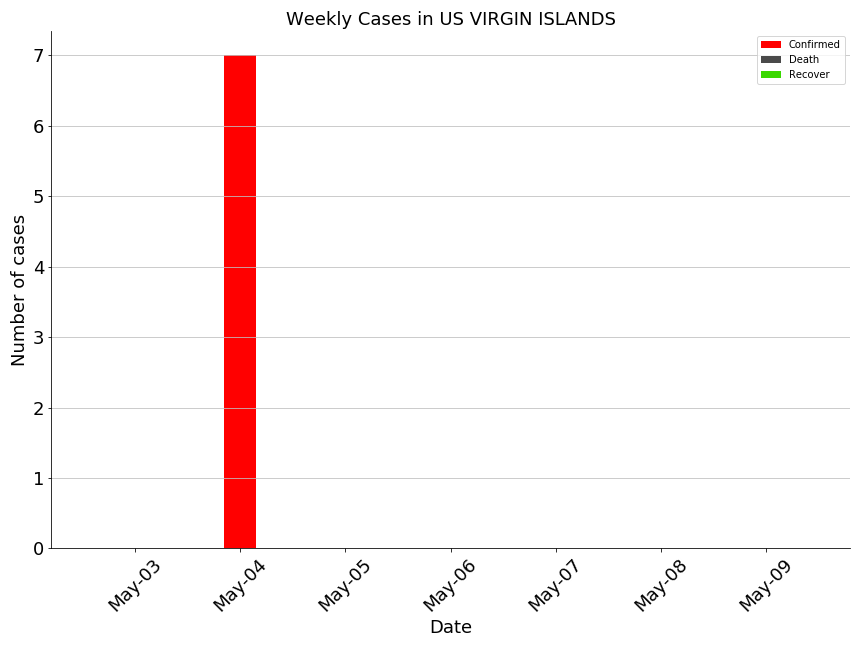 Weekly Cases in US VIRGIN ISLANDS
Confirmed
Death
Recover
Number of cases
7
6
5
4
3
2
1
0
May-03
May-04
May-05
May-06
May-07
May-08
May-09
Date